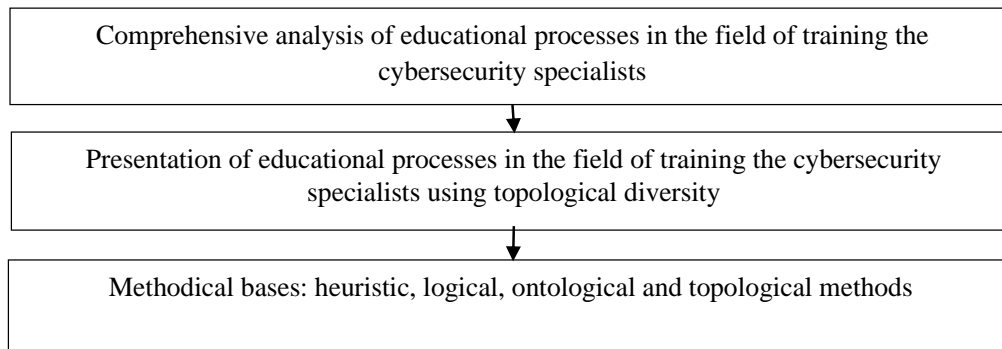 Comprehensive analysis of educational processes in the field of training the
cybersecurity specialists
Presentation of educational processes in the field of training the cybersecurity
specialists using topological diversity
Methodical bases: heuristic, logical, ontological and topological methods